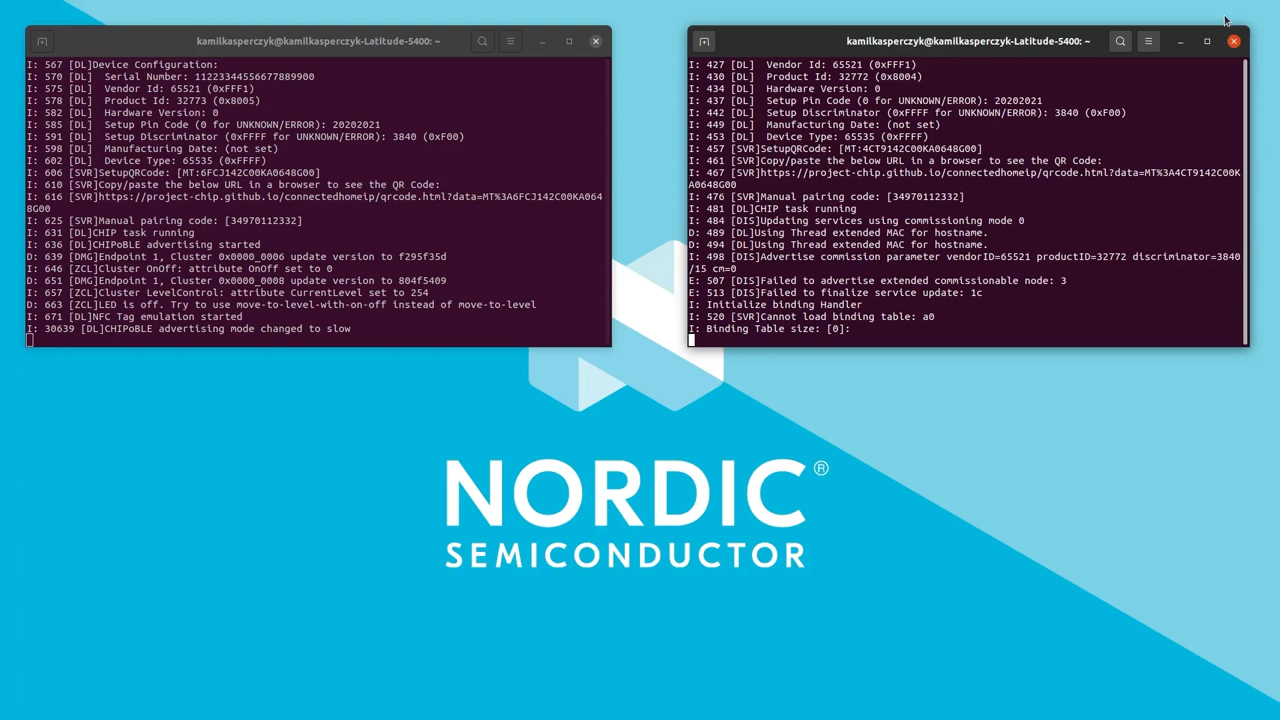 kamilkasperczyk@kamilkasperczyk-Latitude-5400: ~
I: 567 [DL]Device Configuration:
I: 570 [DL]  Serial Number: 11223344556677889900
I: 575 [DL]  Vendor Id: 65521 (0xFFF1)
I: 578 [DL]  Product Id: 32773 (0x8005)
I: 582 [DL]  Hardware Version: 0
I: 585 [DL]  Setup Pin Code (0 for UNKNOWN/ERROR): 20202021
I: 591 [DL]  Setup Discriminator (0xFFFF for UNKNOWN/ERROR): 3840 (0xF00)
I: 598 [DL]  Manufacturing Date: (not set)
I: 602 [DL]  Device Type: 65535 (0xFFFF)
I: 606 [SVR]SetupQRCode: [MT:6FCJ142C00KA0648G00]
I: 610 [SVR]Copy/paste the below URL in a browser to see the QR Code:
I: 616 [SVR]https://project-chip.github.io/connectedhomeip/qrcode.html?data=MT%3A6FCJ142C00KA064
8G00
I: 625 [SVR]Manual pairing code: [34970112332]
I: 631 [DL]CHIP task running
I: 636 [DL]CHIPoBLE advertising started
D: 639 [DMG]Endpoint 1, Cluster 0x0000_0006 update version to f295f35d
I: 646 [ZCL]Cluster OnOff: attribute OnOff set to 0
D: 651 [DMG]Endpoint 1, Cluster 0x0000_0008 update version to 804f5409
I: 657 [ZCL]Cluster LevelControl: attribute CurrentLevel set to 254
D: 663 [ZCL]LED is off. Try to use move-to-level-with-on-off instead of move-to-level
I: 671 [DL]NFC Tag emulation started
I: 30639 [DL]CHIPoBLE advertising mode changed to slow
kamilkasperczyk@kamilkasperczyk-Latitude-5400: ~
I: 427 [DL]  Vendor Id: 65521 (0xFFF1)
I: 430 [DL]  Product Id: 32772 (0x8004)
I: 434 [DL]  Hardware Version: 0
I: 437 [DL]  Setup Pin Code (0 for UNKNOWN/ERROR): 20202021
I: 442 [DL]  Setup Discriminator (0xFFFF for UNKNOWN/ERROR): 3840 (0xF00)
I: 449 [DL]  Manufacturing Date: (not set)
I: 453 [DL]  Device Type: 65535 (0xFFFF)
I: 457 [SVR]SetupQRCode: [MT:4CT9142C00KA0648G00]
I: 461 [SVR]Copy/paste the below URL in a browser to see the QR Code:
I: 467 [SVR]https://project-chip.github.io/connectedhomeip/qrcode.html?data=MT%3A4CT9142C00K
A0648G00
I: 476 [SVR]Manual pairing code: [34970112332]
I: 481 [DL]CHIP task running
I: 484 [DIS]Updating services using commissioning mode 0
D: 489 [DL]Using Thread extended MAC for hostname.
D: 494 [DL]Using Thread extended MAC for hostname.
I: 498 [DIS]Advertise commission parameter vendorID=65521 productID=32772 discriminator=3840
/15 cm=0
E: 507 [DIS]Failed to advertise extended commissionable node: 3
E: 513 [DIS]Failed to finalize service update: 1c
I: Initialize binding Handler
I: 520 [SVR]Cannot load binding table: a0
I: Binding Table size: [0]:
NORDIC®
SEMICONDUCTOR